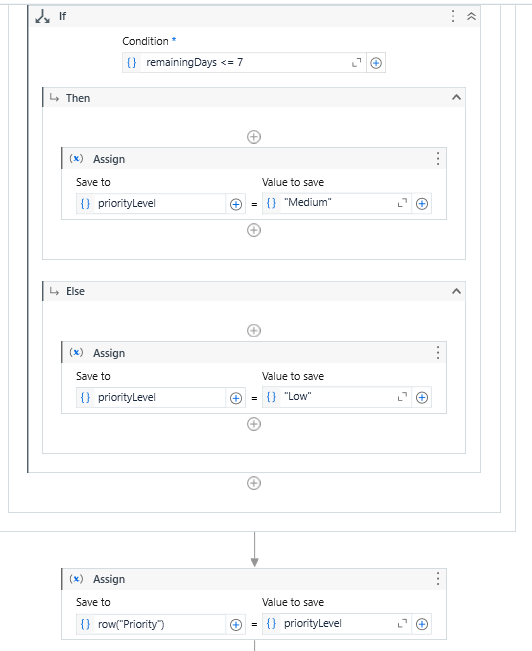 If
Condition *
{} remainingDays <= 7
Then
(x) Assign
Save to Value to save
{} priorityLevel = {} "Medium"
Else
(x) Assign
Save to Value to save
{} priorityLevel = {} "Low"
(x) Assign
Save to Value to save
{} row("Priority") = {} priorityLevel